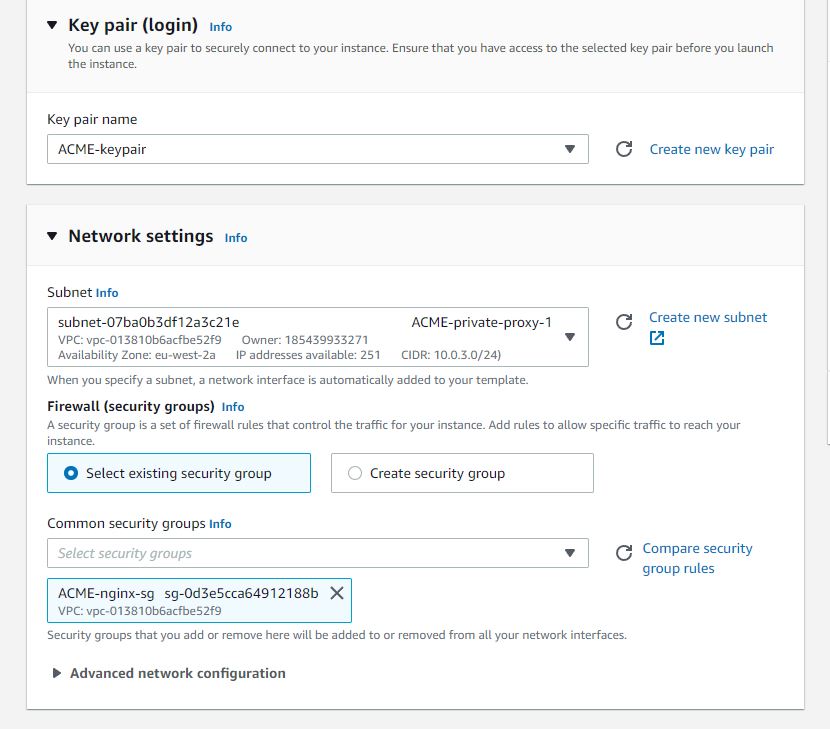 Key pair (login) Info
You can use a key pair to securely connect to your instance. Ensure that you have access to the selected key pair before you launch
the instance.
Key pair name
ACME-keypair
Create new key pair
Network settings Info
Subnet Info
subnet-07ba0b3df12a3c21e ACME-private-proxy-1
VPC: vpc-013810b6acfbe52f9 Owner: 185439933271
Availability Zone: eu-west-2a IP addresses available: 251 CIDR: 10.0.3.0/24)
Create new subnet
When you specify a subnet, a network interface is automatically added to your template.
Firewall (security groups) Info
A security group is a set of firewall rules that control the traffic for your instance. Add rules to allow specific traffic to reach your
instance.
Select existing security group
Create security group
Common security groups Info
Select security groups
Compare security
group rules
ACME-nginx-sg sg-0d3e5cca64912188b
VPC: vpc-013810b6acfbe52f9
Security groups that you add or remove here will be added to or removed from all your network interfaces.
Advanced network configuration